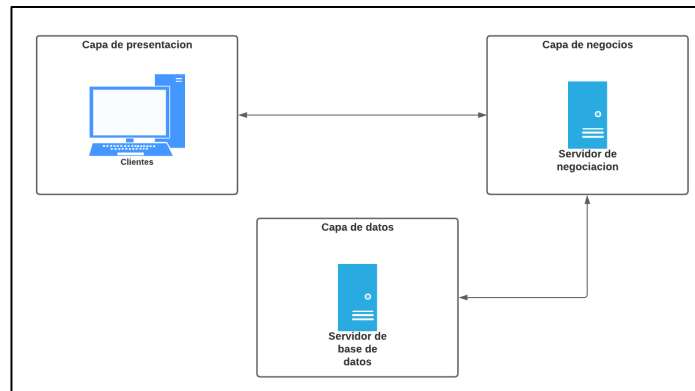 Capa de presentacion
Clientes
Capa de negocios
Servidor de
negociacion
Capa de datos
Servidor de
base de
datos